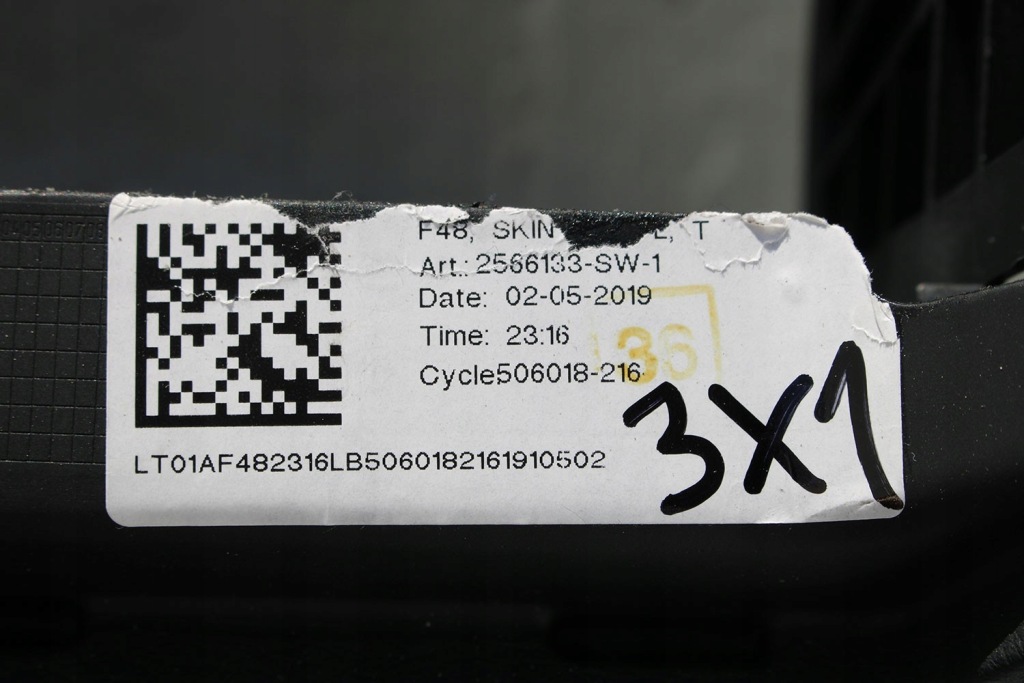 F48, SKIN L, T
Art.: 2566133-SW-1
Date: 02-05-2019
Time: 23:16
36
Cycle506018-216
3X1
LT01AF482316LB5060182161910502